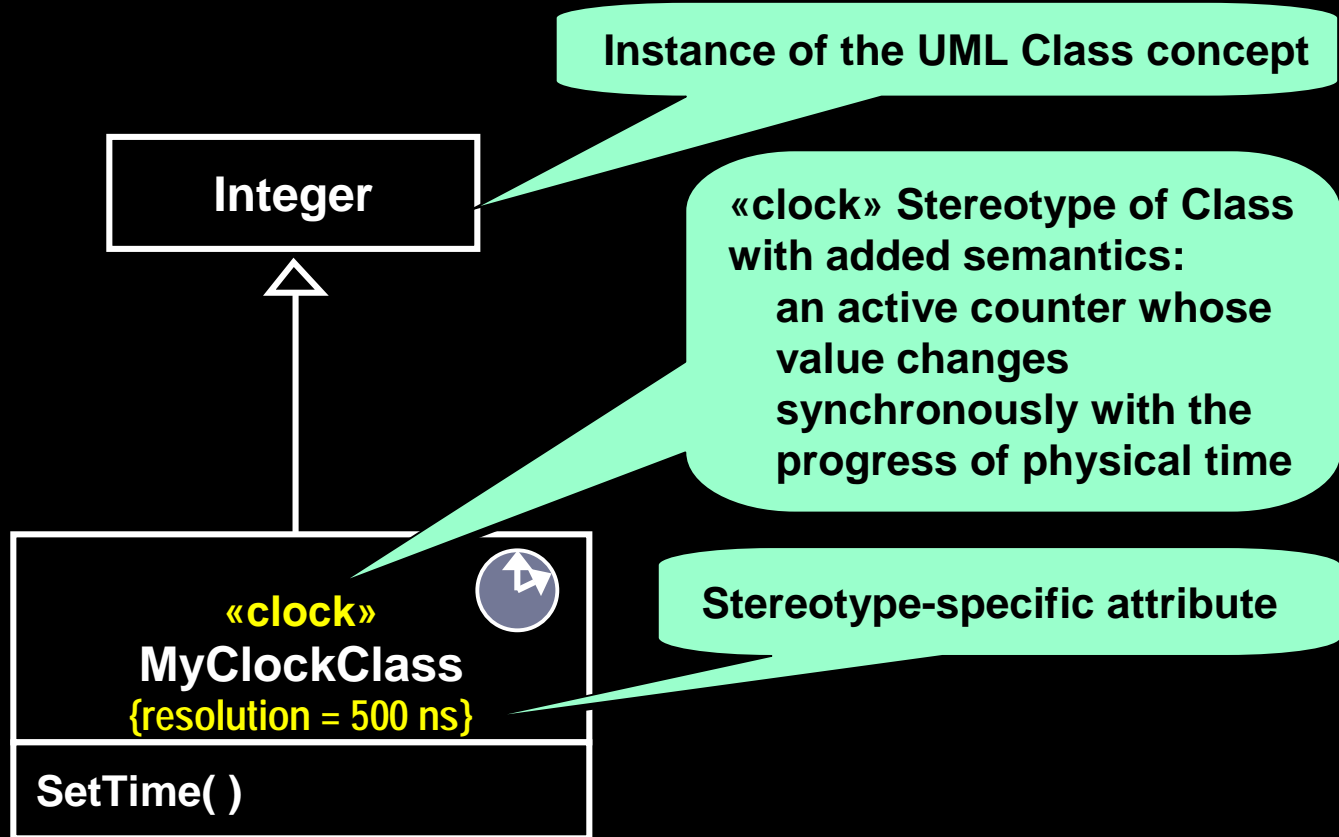 Instance of the UML Class concept
Integer
«clock» Stereotype of Class
with added semantics:
an active counter whose
value changes
synchronously with the
progress of physical time
«clock»
MyClockClass
{resolution = 500 ns}
Stereotype-specific attribute
SetTime( )